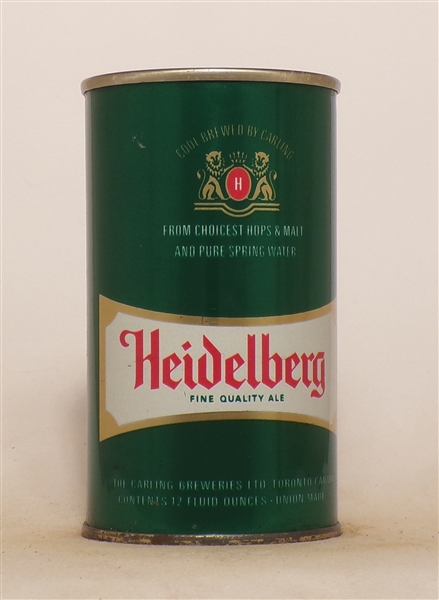 COOL BREWED BY CARLING
H
FROM CHOICEST HOPS & MALT
AND PURE SPRING WATER
Heidelberg
FINE QUALITY ALE
THE CARLING BREWERIES LTD. TORONTO
CONTENTS 12 FLUID OUNCES - UNION MADE